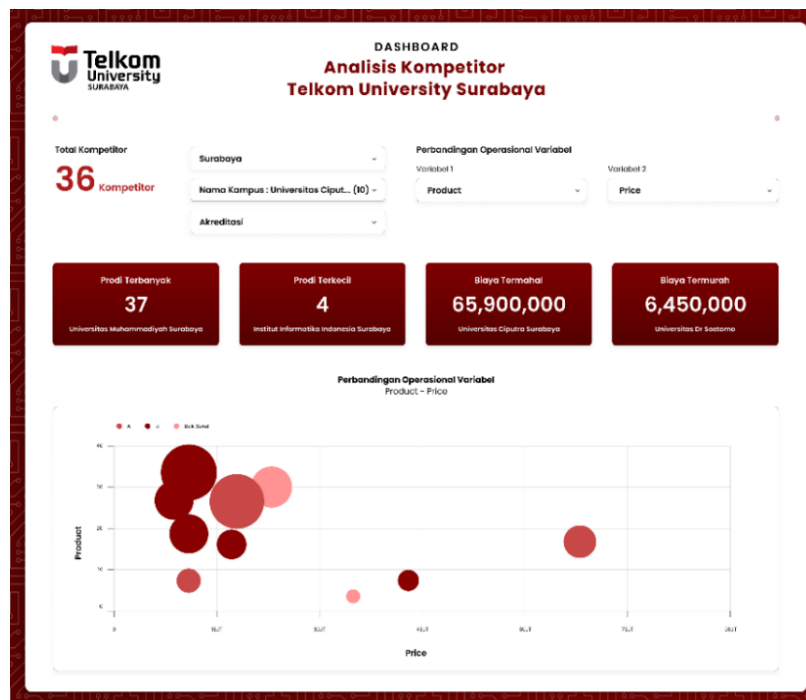 Telkom
University
SURABAYA
DASHBOARD
Analisis Kompetitor
Telkom University Surabaya
Total Kompetitor
36 Kompetitor
Surabaya
Nama Kampus : Universitas Ciput... (10)
Akreditasi
Perbandingan Operasional Variabel
Variabel 1
Variabel 2
Product
Price
Prodi Terbanyak
37
Universitas Muhammadiyah Surabaya
Prodi Terkecil
4
Institut Informatika Indonesia Surabaya
Biaya Termahal
65,900,000
Universitas Ciputra Surabaya
Biaya Termurah
6,450,000
Universitas Dr Soetomo
Perbandingan Operasional Variabel
Product - Price
A
Product
0
Price